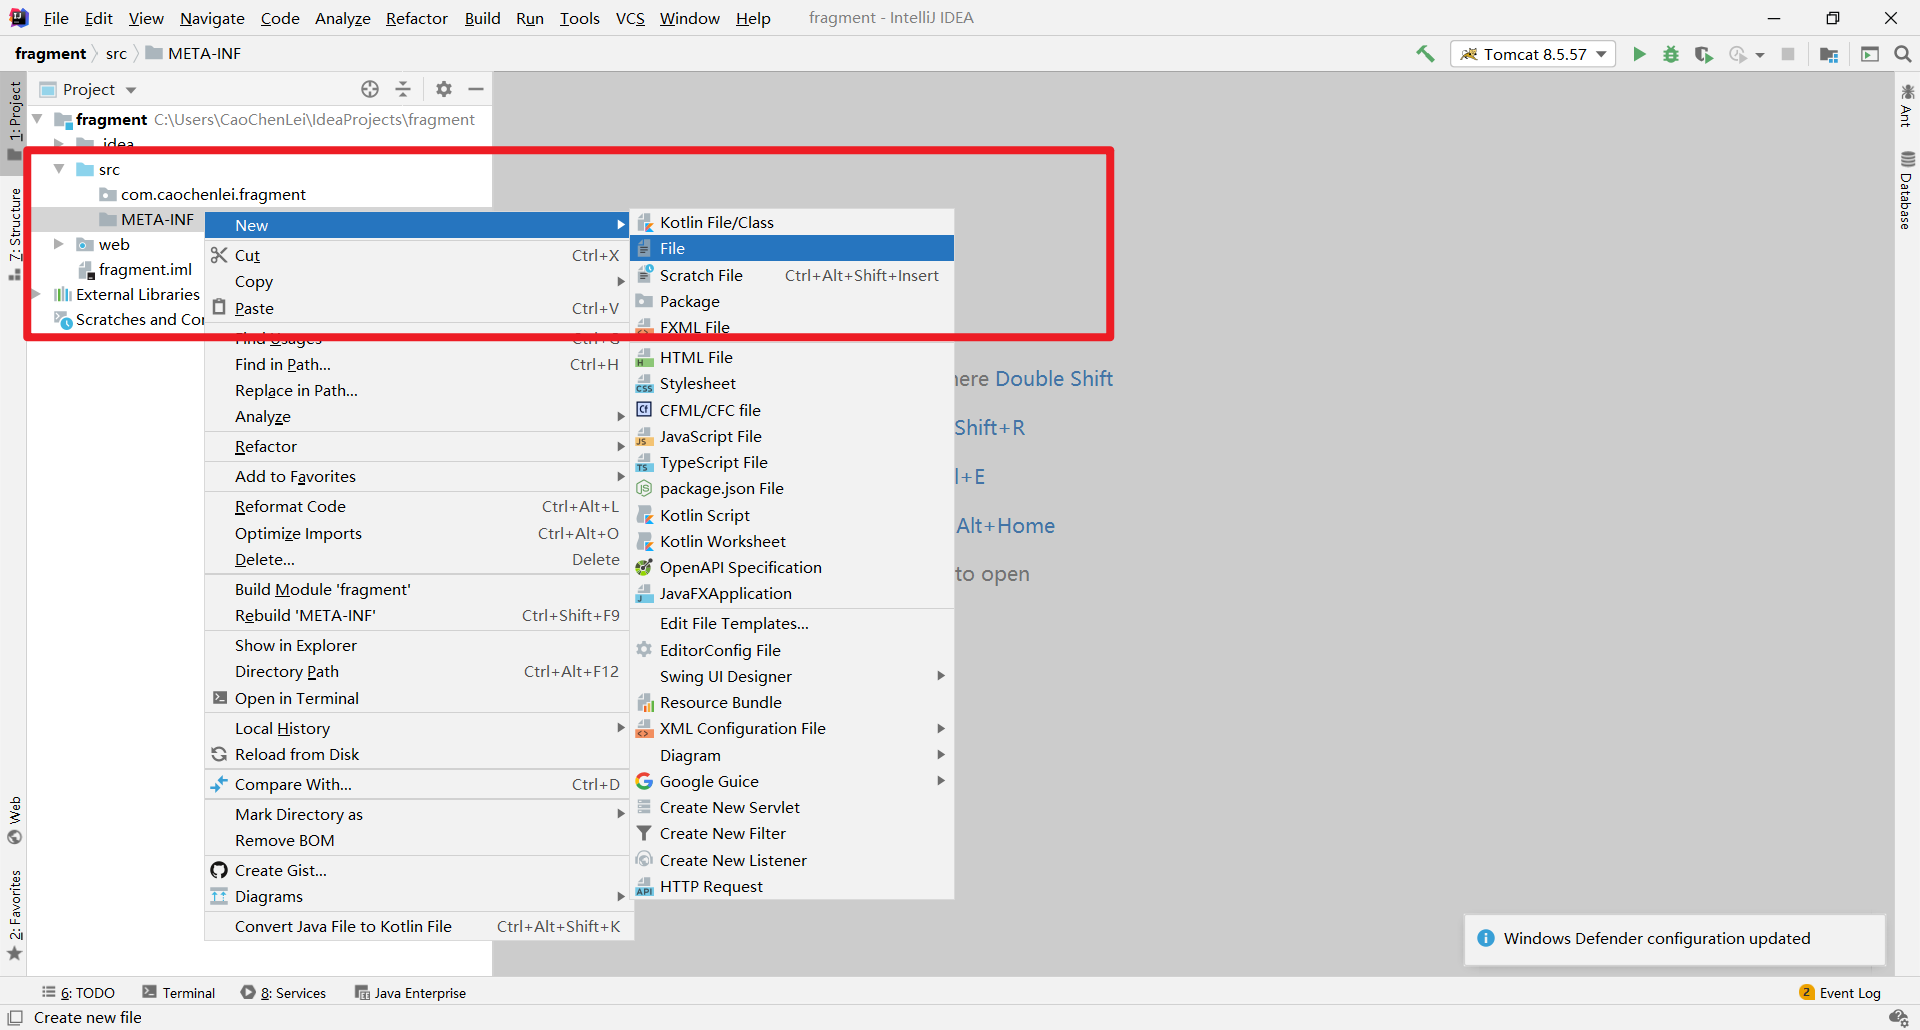 File Edit View Navigate Code Analyze Refactor Build Run Tools VCS Window Help fragment - IntelliJ IDEA
fragment src META-INF Tomcat 8.5.57
Project
1: Project
7: Structure
Web
2: Favorites
Ant
Database
fragment C:\Users\CaoChenLei\IdeaProjects\fragment
.idea
src
com.caochenlei.fragment
META-INF
web
fragment.iml
External Libraries
Scratches and Co
New
Cut Ctrl+X
Copy
Paste Ctrl+V
Find Usages Ctrl+G
Find in Path... Ctrl+H
Replace in Path...
Analyze
Refactor
Add to Favorites
Reformat Code Ctrl+Alt+L
Optimize Imports Ctrl+Alt+O
Delete... Delete
Build Module 'fragment'
Rebuild 'META-INF' Ctrl+Shift+F9
Show in Explorer
Directory Path Ctrl+Alt+F12
Open in Terminal
Local History
Reload from Disk
Compare With... Ctrl+D
Mark Directory as
Remove BOM
Create Gist...
Diagrams
Convert Java File to Kotlin File Ctrl+Alt+Shift+K
Kotlin File/Class
File
Scratch File Ctrl+Alt+Shift+Insert
Package
FXML File
HTML File
Stylesheet
CFML/CFC file
JavaScript File
TypeScript File
package.json File
Kotlin Script
Kotlin Worksheet
OpenAPI Specification
JavaFXApplication
Edit File Templates...
EditorConfig File
Swing UI Designer
Resource Bundle
XML Configuration File
Diagram
Google Guice
Create New Servlet
Create New Filter
Create New Listener
HTTP Request
here Double Shift
Shift+R
l+E
Alt+Home
to open
Windows Defender configuration updated
6: TODO Terminal 8: Services Java Enterprise 2 Event Log
Create new file